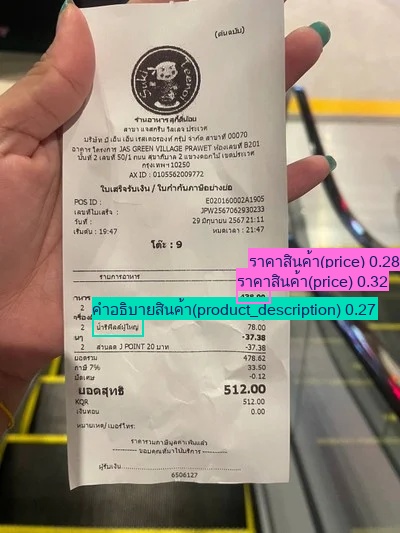 (ต้นฉบับ)
Suki Teenoi
ร้านอาหาร สุกี้ตี๋น้อย
สาขา แจสกรีน วิลเลจ ประเวศ
บริษัท บี เอ็น เอ็น เรสเตอรองท์ กรุ๊ป จำกัด สาขาที่ 00070
อาคาร โครงการ JAS GREEN VILLAGE PRAWET ห้องเลขที่ B201
ชั้นที่ 2 เลขที่ 50/1 ถนน สุขาภิบาล 2 แขวงดอกไม้ เขตประเวศ
กรุงเทพฯ 10250
TAX ID : 0105562009772
ใบเสร็จรับเงิน / ใบกำกับภาษีอย่างย่อ
POS ID : E020160002A1905
เลขที่ใบเสร็จ : JPW2567062930233
วันที่ : 29 มิถุนายน 2567 21:11
เริ่มต้น : 19:47 หมดเวลา : 21:47
โต๊ะ : 9
ราคาสินค้า(price) 0.28
รายการอาหาร
ราคาสินค้า(price) 0.32
438.00
คำอธิบายสินค้า(product_description) 0.27
2 น้ำรีฟิลล์ผู้ใหญ่ 78.00
-37.38
2 ส่วนลด J POINT 20 บาท -37.38
ยอดรวม 478.62
ภาษี 7% 33.50
ปัดเศษ -0.12
ยอดสุทธิ 512.00
KQR 512.00
เงินทอน 0.00
หมายเหตุ/ เบอร์โทร:
ราคารวมภาษีมูลค่าเพิ่มแล้ว
---------- ขอบคุณที่มาใช้บริการ ----------
ผู้รับเงิน
6506127